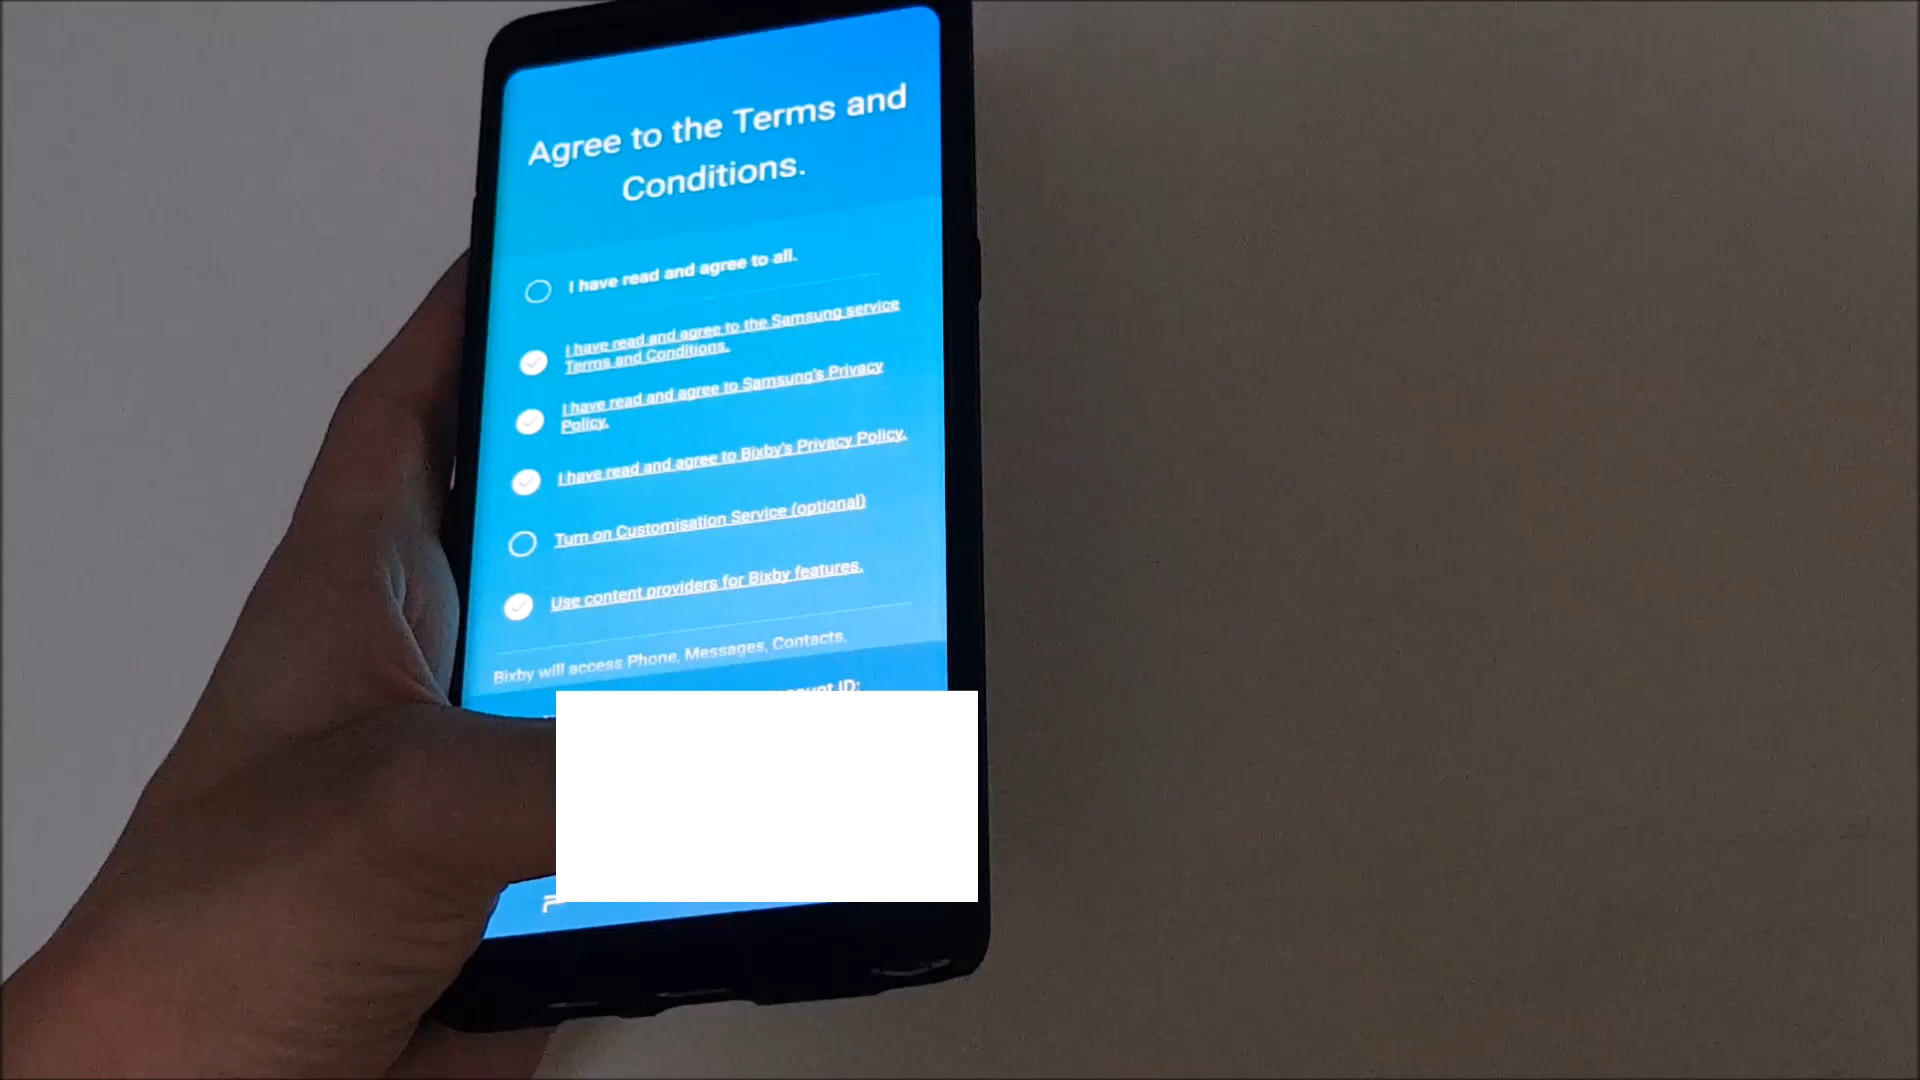 Agree to the Terms and
Conditions.
I have read and agree to all.
I have read and agree to the Samsung service
Terms and Conditions.
I have read and agree to Samsung's Privacy
Policy.
I have read and agree to Bixby's Privacy Policy.
Turn on Customisation Service (optional)
Use content providers for Bixby features.
Bixby will access Phone, Messages, Contacts.
ID: